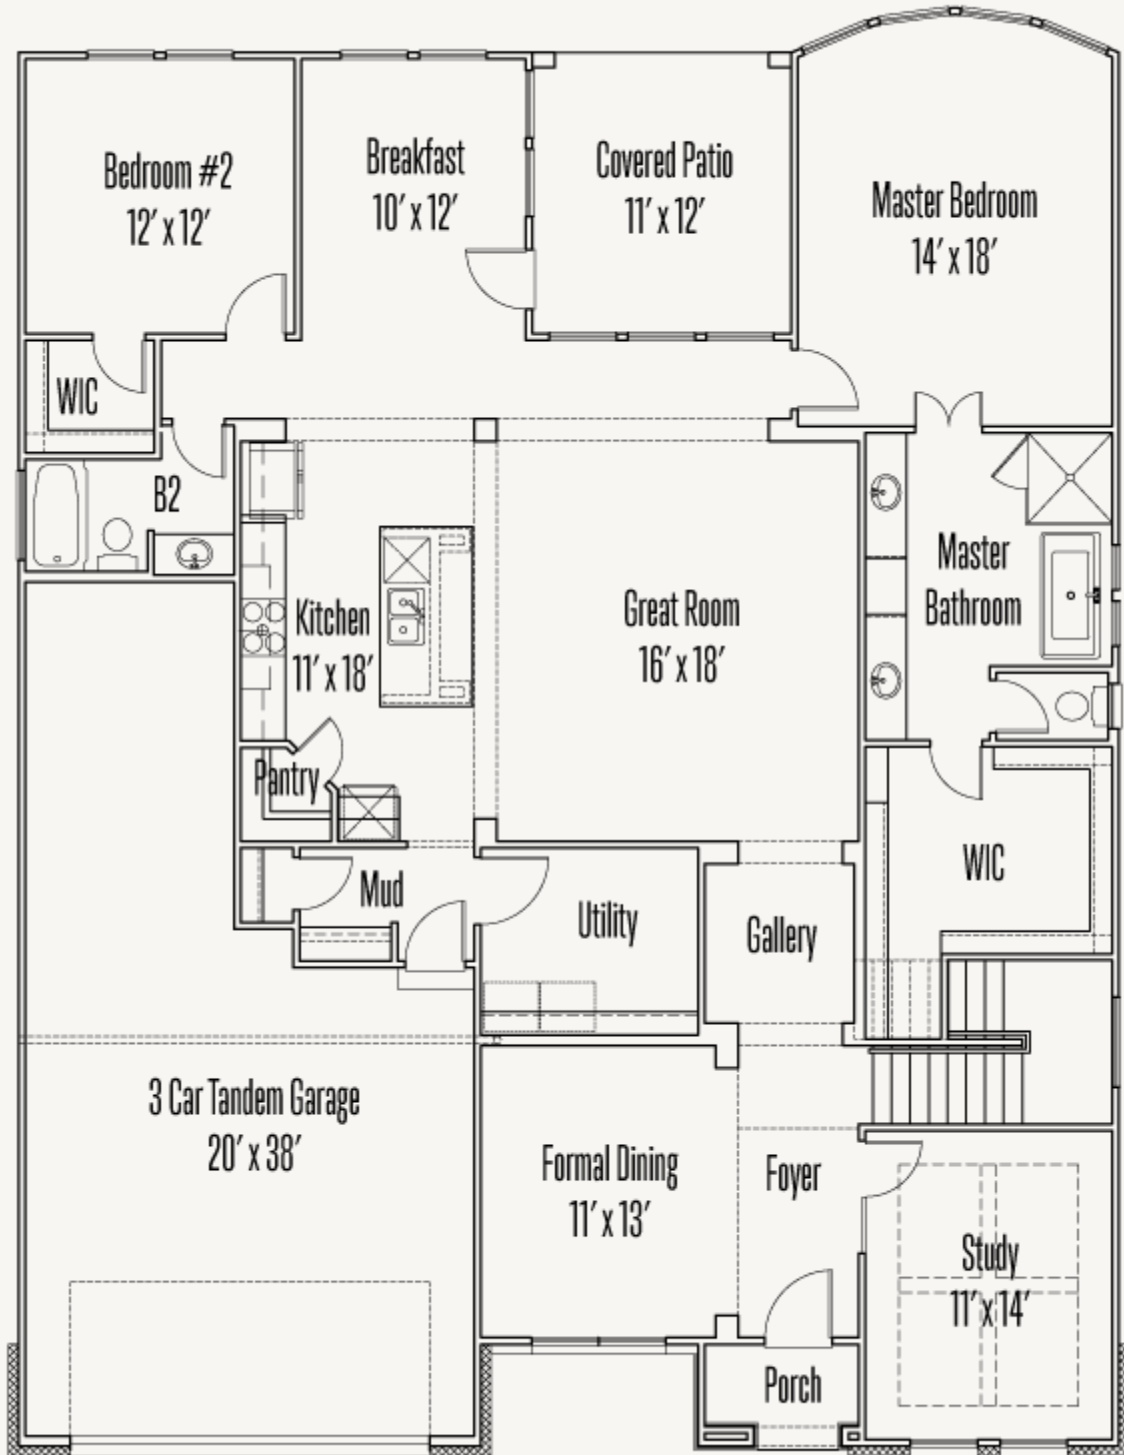 Bedroom #2
12' x 12'
Breakfast
10' x 12'
Covered Patio
11' x 12'
Master Bedroom
14' x 18'
WIC
B2
Kitchen
11' x 18'
Great Room
16' x 18'
Master
Bathroom
Pantry
Mud
Utility
Gallery
WIC
3 Car Tandem Garage
20' x 38'
Formal Dining
11' x 13'
Foyer
Study
11' x 14'
Porch